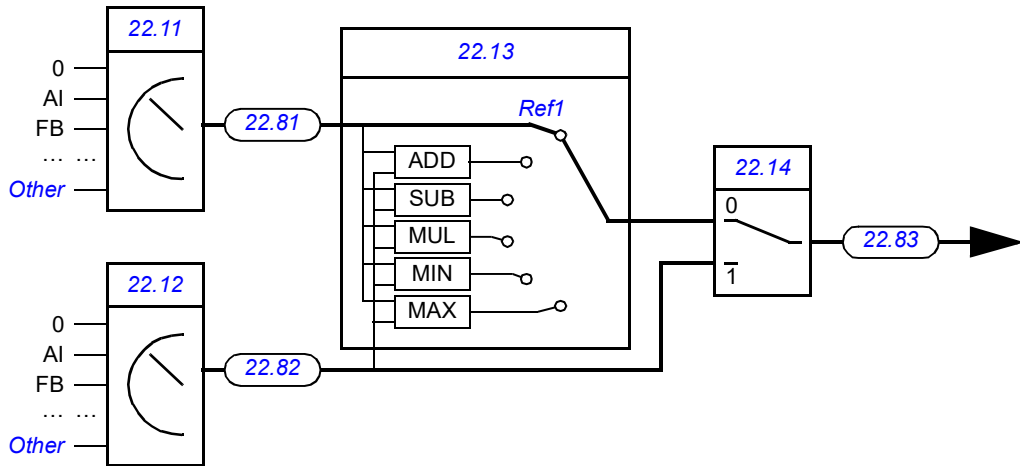 22.11
0
AI
FB
... ...
Other
22.81
22.13
Ref1
ADD
SUB
MUL
MIN
MAX
22.14
0
1
22.83
22.12
0
AI
FB
... ...
Other
22.82